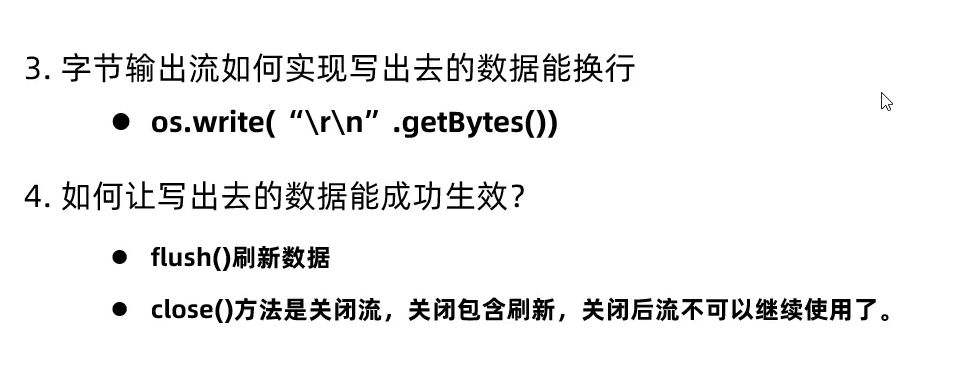 3. 字节输出流如何实现写出去的数据能换行
● os.write( “\r\n” .getBytes())
4. 如何让写出去的数据能成功生效？
● flush()刷新数据
● close()方法是关闭流，关闭包含刷新，关闭后流不可以继续使用了。